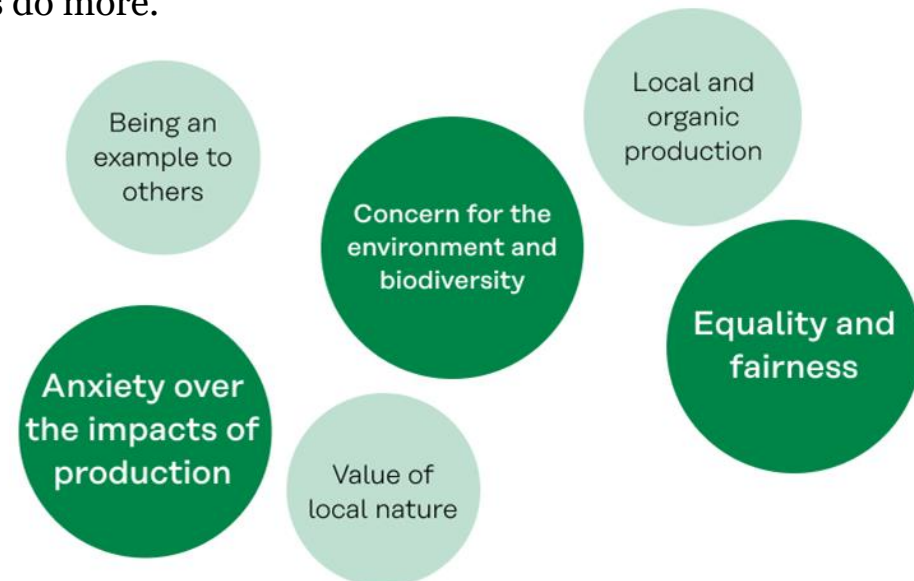 s do more.
Being an
example to
others
Local and
organic
production
Concern for the
environment and
biodiversity
Equality and
fairness
Anxiety over
the impacts of
production
Value of
local nature